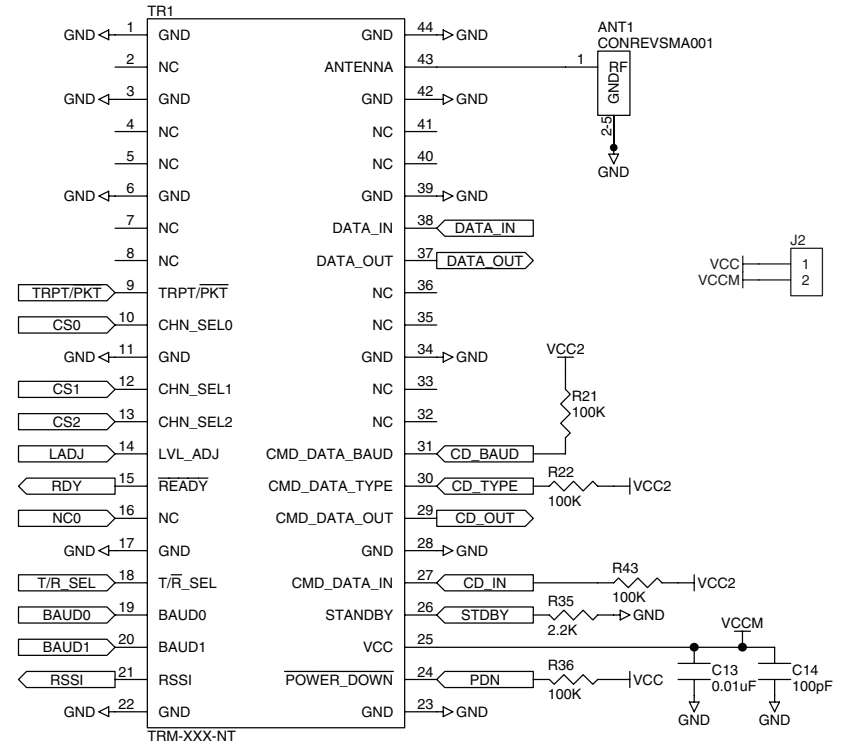 TR1
GND 1 GND GND 44 GND
2 NC ANTENNA 43
GND 3 GND GND 42 GND
4 NC NC 41
5 NC NC 40
GND 6 GND GND 39 GND
7 NC DATA_IN 38 DATA_IN
8 NC DATA_OUT 37 DATA_OUT
TRPT/PKT 9 TRPT/PKT NC 36
CS0 10 CHN_SEL0 NC 35
GND 11 GND GND 34 GND
CS1 12 CHN_SEL1 NC 33
CS2 13 CHN_SEL2 NC 32
LADJ 14 LVL_ADJ CMD_DATA_BAUD 31 CD_BAUD
RDY 15 READY CMD_DATA_TYPE 30 CD_TYPE
NC0 16 NC CMD_DATA_OUT 29 CD_OUT
GND 17 GND GND 28 GND
T/R_SEL 18 T/R_SEL CMD_DATA_IN 27 CD_IN
BAUD0 19 BAUD0 STANDBY 26 STDBY
BAUD1 20 BAUD1 VCC 25
RSSI 21 RSSI POWER_DOWN 24 PDN
GND 22 GND GND 23 GND
TRM-XXX-NT
ANT1
CONREVSMA001
1 RF
GND
2-5
GND
J2
VCC 1
VCCM 2
VCC2
R21
100K
R22
100K
VCC2
R43
100K
VCC2
R35
2.2K
GND
R36
100K
VCC
VCCM
C13
0.01uF
GND
C14
100pF
GND